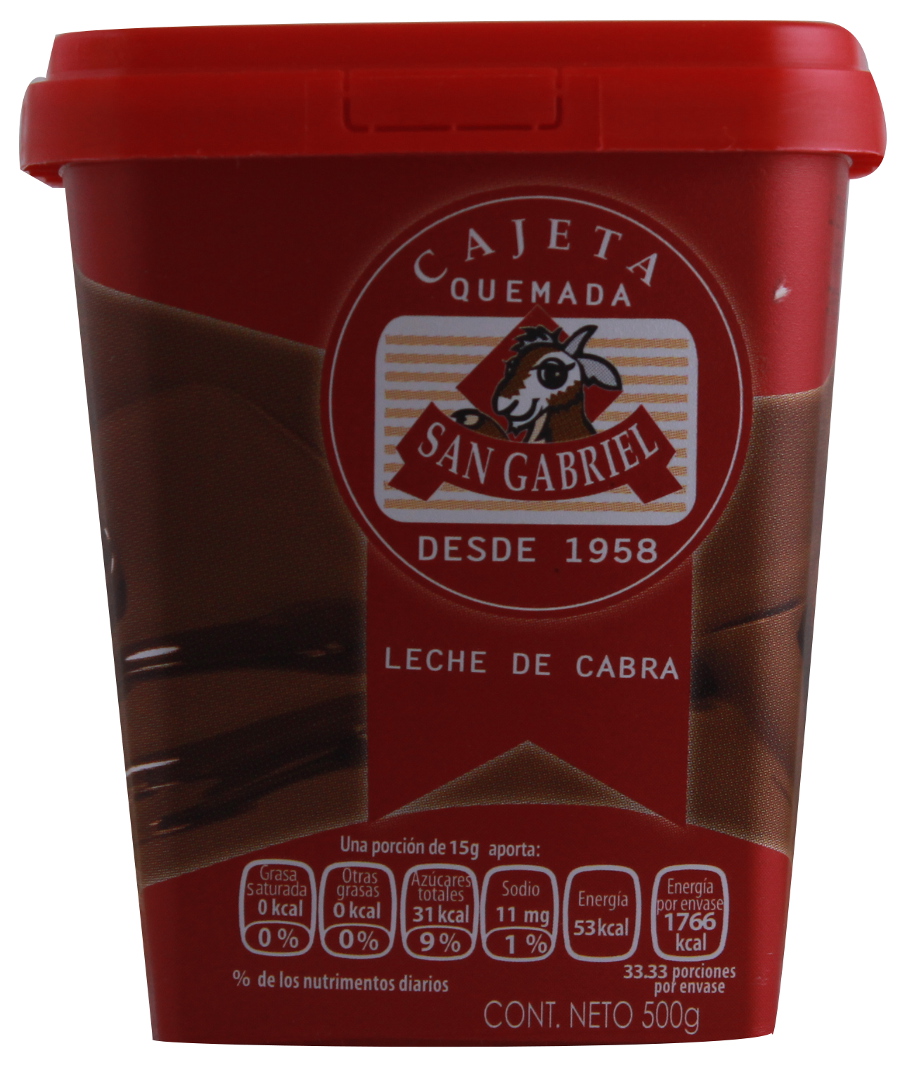 CAJETA
QUEMADA
SAN GABRIEL
DESDE 1958
LECHE DE CABRA
Una porción de 15g aporta:
Grasa saturada 0 kcal 0 %
Otras grasas 0 kcal 0%
Azúcares totales 31 kcal 9%
Sodio 11 mg 1 %
Energía 53kcal
Energía por envase 1766 kcal
% de los nutrimentos diarios
33.33 porciones
por envase
CONT. NETO 500g